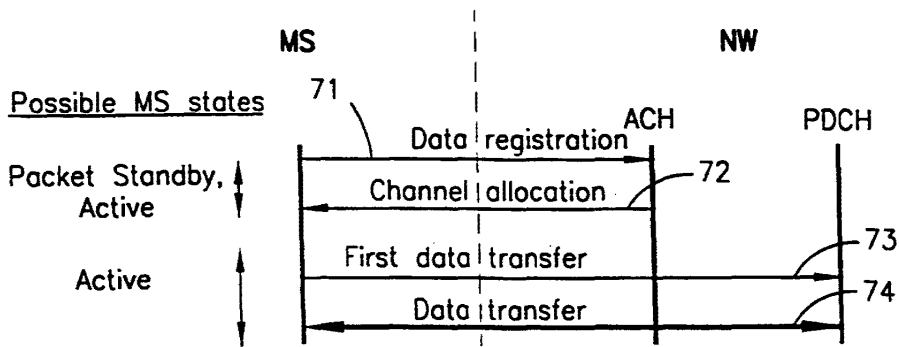 MS NW
71
Possible MS states
ACH PDCH
Data registration
Packet Standby,
Active
72
Channel allocation
73
First data transfer
Active
74
Data transfer